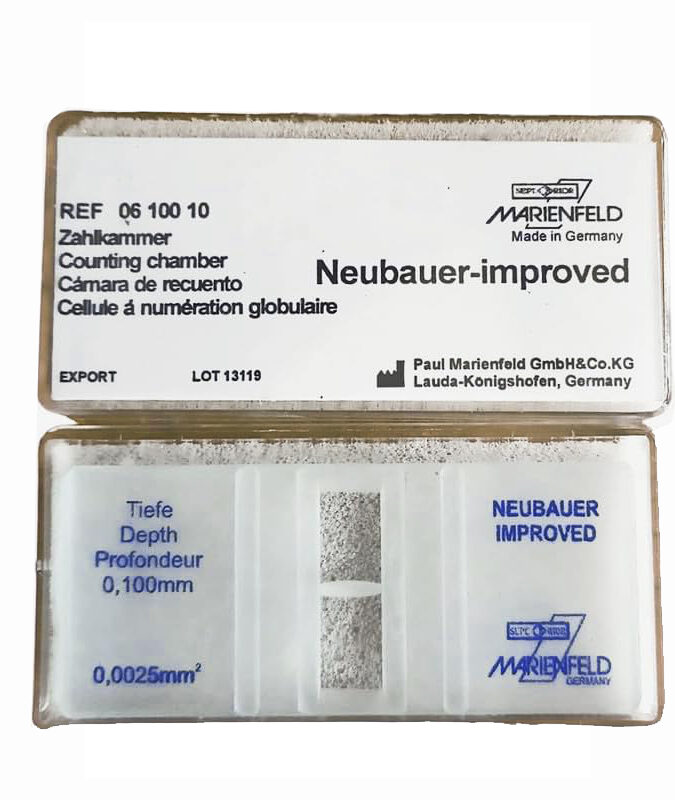 REF 06 100 10
Zahlkammer
Counting chamber
Cámara de recuento
Cellule á numération globulaire
MARIENFELD
Made in Germany
Neubauer-improved
EXPORT LOT 13119
Paul Marienfeld GmbH&Co.KG
Lauda-Königshofen, Germany
Tiefe
Depth
Profondeur
0,100mm
0,0025mm²
NEUBAUER
IMPROVED
MARIENFELD
GERMANY